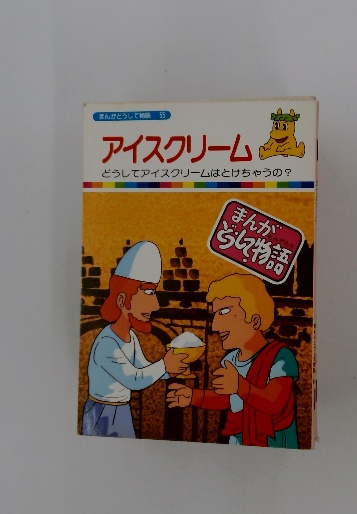 まんがどうして物語 55
アイスクリーム
どうしてアイスクリームはとけちゃうの?
まんが
どうして物語